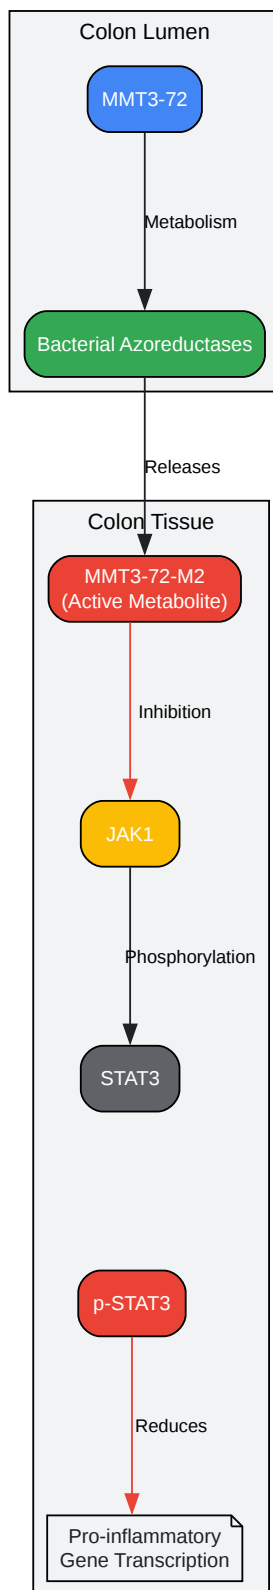 Colon Lumen
MMT3-72
Metabolism
Bacterial Azoreductases
Releases
Colon Tissue
MMT3-72-M2
(Active Metabolite)
Inhibition
JAK1
Phosphorylation
STAT3
p-STAT3
Reduces
Pro-inflammatory
Gene Transcription